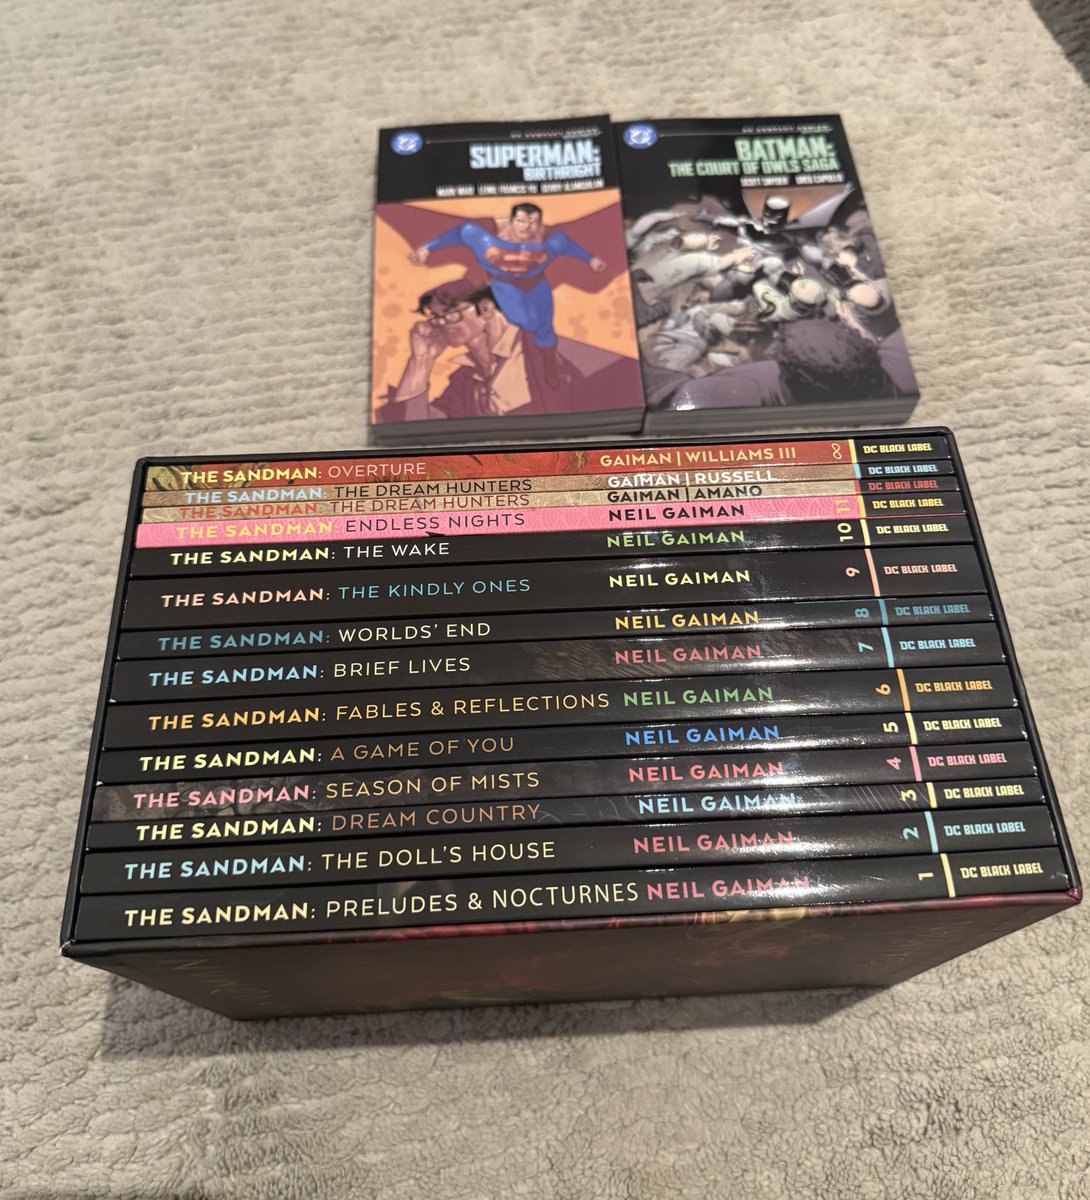 DC
SUPERMAN:
BIRTHRIGHT
DC
BATMAN:
THE COURT OF OWLS SAGA
SCOTT SNYDER GREG CAPULLO
THE SANDMAN: OVERTURE GAIMAN | WILLIAMS III ∞ DC BLACK LABEL
THE SANDMAN: THE DREAM HUNTERS GAIMAN | RUSSELL DC BLACK LABEL
THE SANDMAN: THE DREAM HUNTERS GAIMAN | AMANO DC BLACK LABEL
THE SANDMAN: ENDLESS NIGHTS NEIL GAIMAN 11 DC BLACK LABEL
THE SANDMAN: THE WAKE NEIL GAIMAN 10 DC BLACK LABEL
THE SANDMAN: THE KINDLY ONES NEIL GAIMAN 9 DC BLACK LABEL
THE SANDMAN: WORLDS' END NEIL GAIMAN 8 DC BLACK LABEL
THE SANDMAN: BRIEF LIVES NEIL GAIMAN 7 DC BLACK LABEL
THE SANDMAN: FABLES & REFLECTIONS NEIL GAIMAN 6 DC BLACK LABEL
THE SANDMAN: A GAME OF YOU NEIL GAIMAN 5 DC BLACK LABEL
THE SANDMAN: SEASON OF MISTS NEIL GAIMAN 4 DC BLACK LABEL
THE SANDMAN: DREAM COUNTRY NEIL GAIMAN 3 DC BLACK LABEL
THE SANDMAN: THE DOLL'S HOUSE NEIL GAIMAN 2 DC BLACK LABEL
THE SANDMAN: PRELUDES & NOCTURNES NEIL GAIMAN 1 DC BLACK LABEL